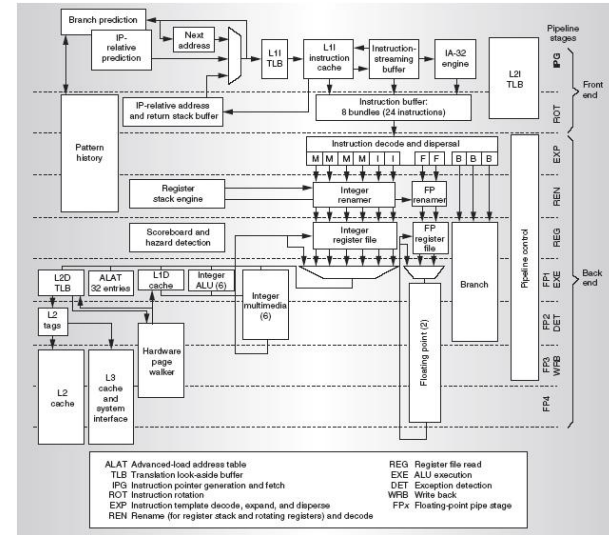 Branch prediction
IP-relative
prediction
Next
address
L1I
TLB
L1I
instruction
cache
Instruction-
streaming
buffer
IA-32
engine
L2I
TLB
Pipeline
stages
IPG
Front
end
Pattern
history
IP-relative address
and return stack buffer
Instruction buffer:
8 bundles (24 instructions)
ROT
Instruction decode and dispersal
M M M M I I F F B B B
EXP
Register
stack engine
Integer
renamer
FP
renamer
REN
Scoreboard and
hazard detection
Integer
register file
FP
register
file
REG
Pipeline control
L2D
TLB
ALAT
32 entries
L1D
cache
Integer
ALU (6)
Integer
multimedia
(6)
Floating point (2)
Branch
FP1
EXE
Back
end
L2
tags
Hardware
page
walker
FP2
DET
L2
cache
L3
cache
and
system
interface
FP3
WRB
FP4
ALAT Advanced-load address table
TLB Translation look-aside buffer
IPG Instruction pointer generation and fetch
ROT Instruction rotation
EXP Instruction template decode, expand, and disperse
REN Rename (for register stack and rotating registers) and decode
REG Register file read
EXE ALU execution
DET Exception detection
WRB Write back
FPx Floating-point pipe stage